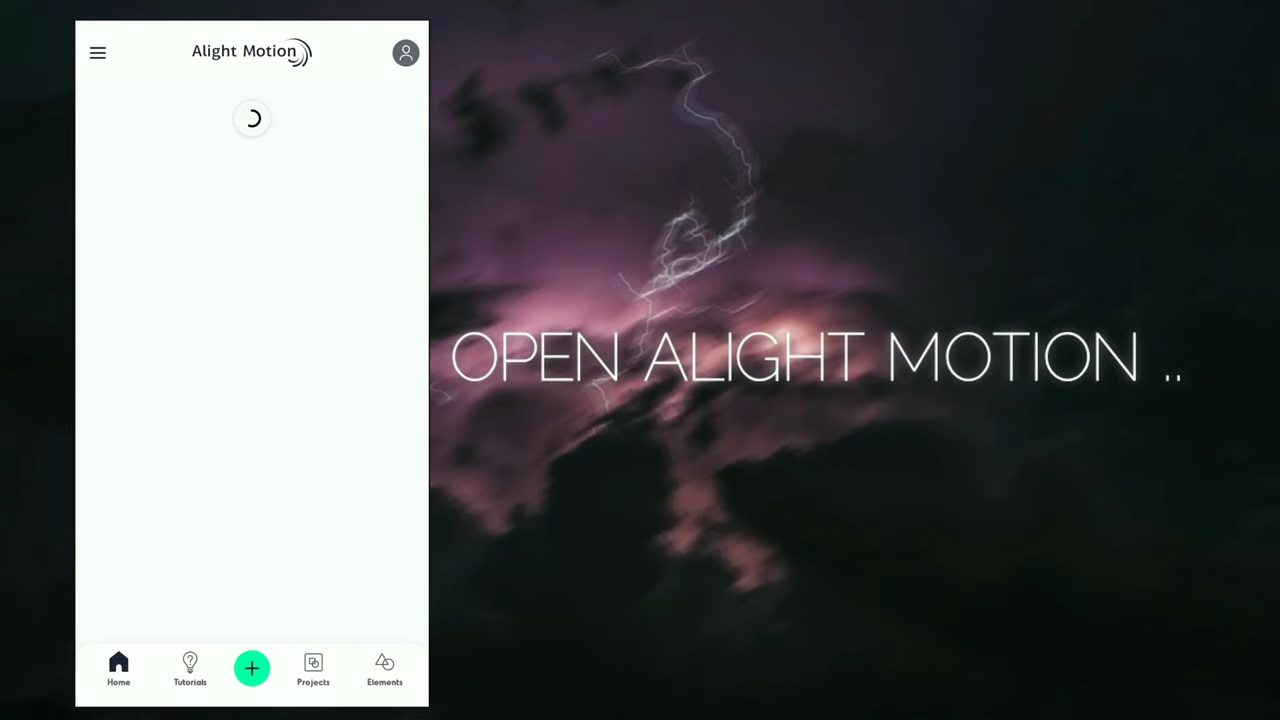 Alight Motion
OPEN ALIGHT MOTION ..
Home
Tutorials
Projects
Elements